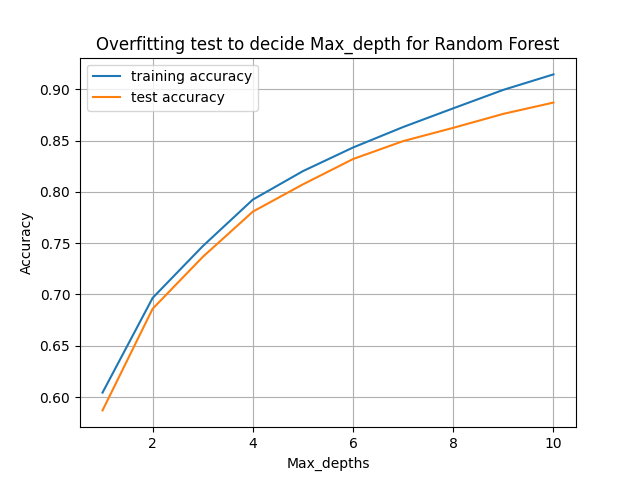 Overfitting test to decide Max_depth for Random Forest
training accuracy
test accuracy
0.90
0.85
0.80
0.75
0.70
0.65
0.60
Accuracy
2 4 6 8 10
Max_depths